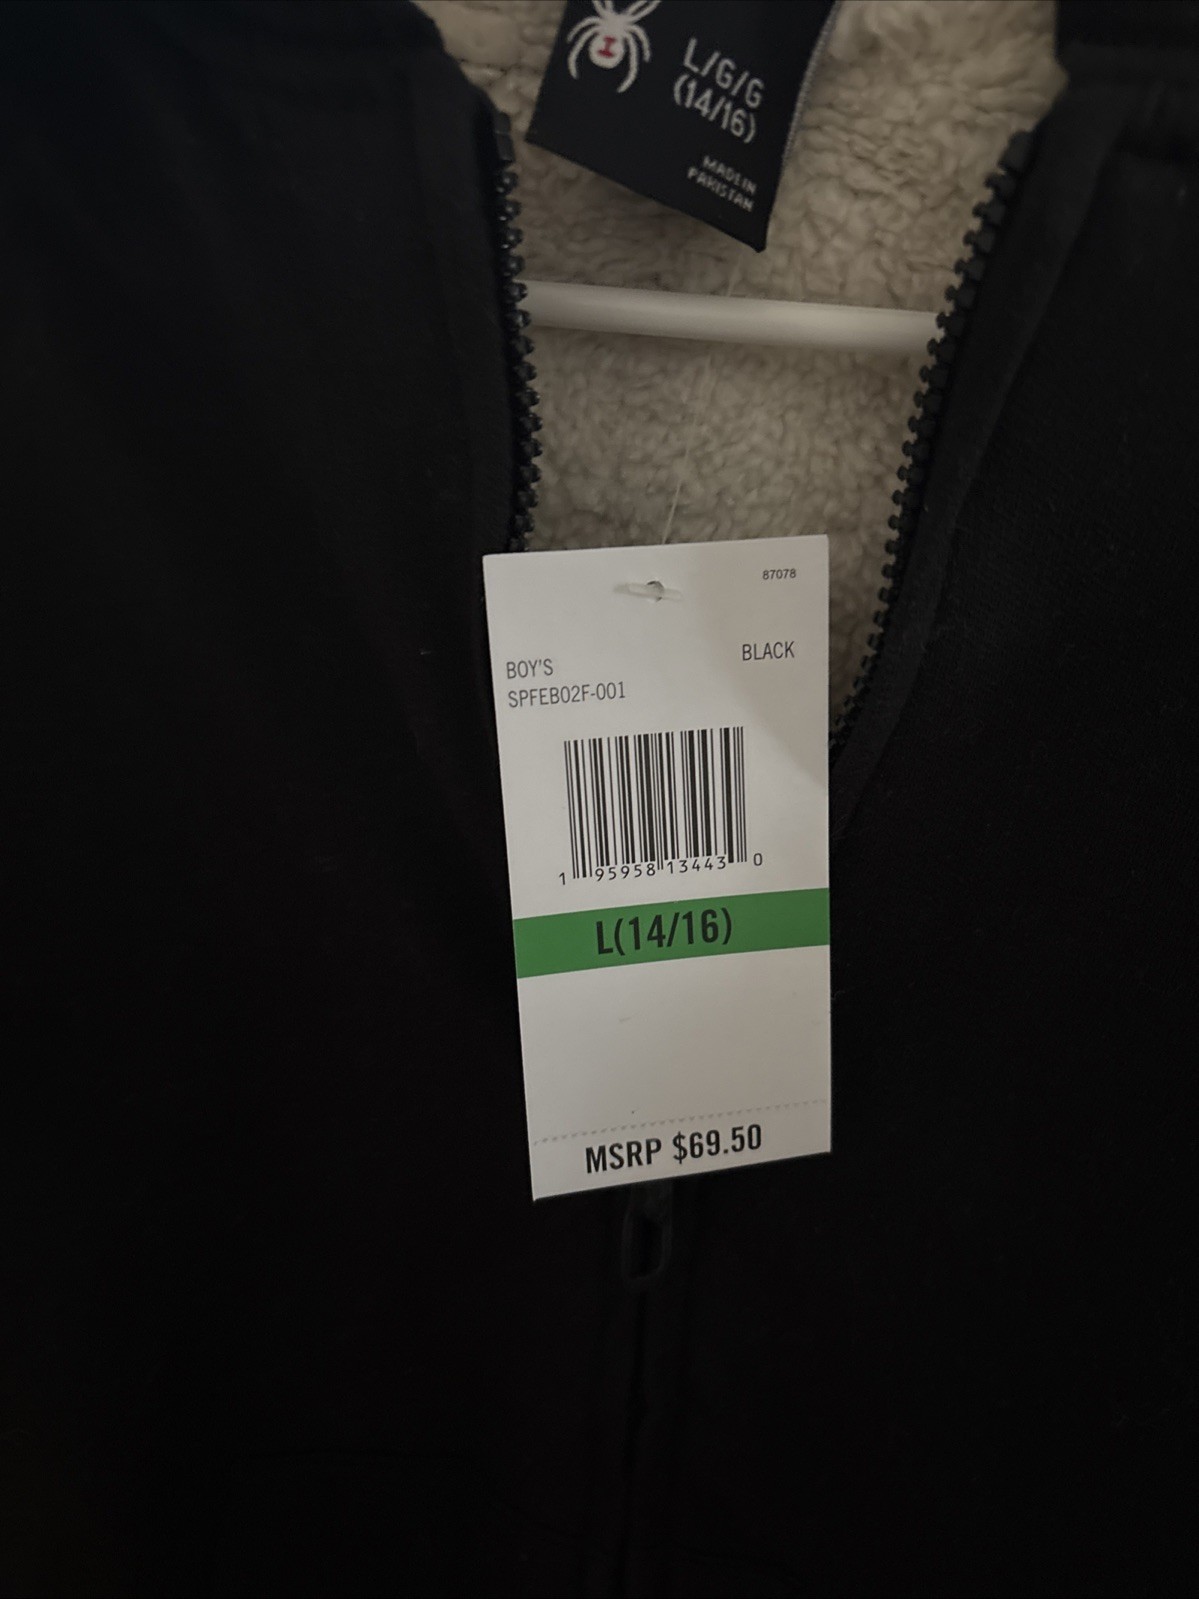 L/G/G
(14/16)
MADE IN
PAKISTAN
87078
BOY'S
BLACK
SPFEB02F-001
1 95958 13443 0
L(14/16)
MSRP $69.50